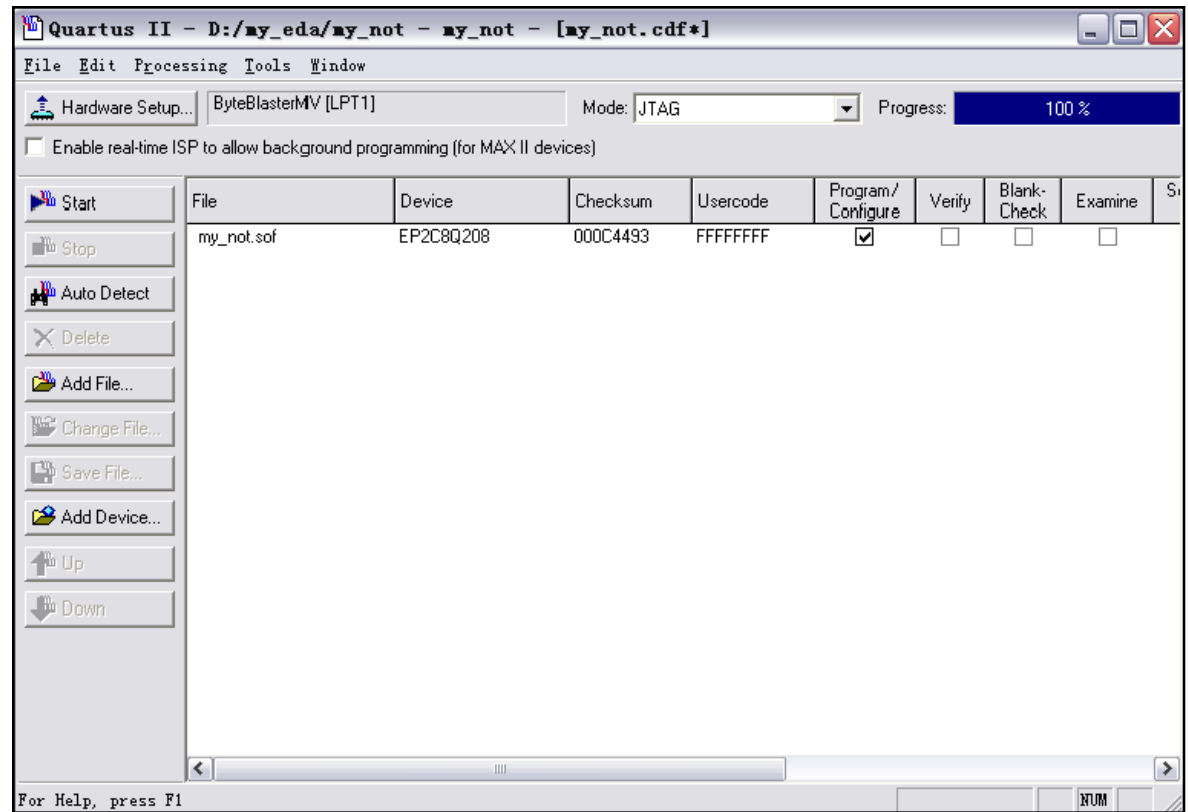 Quartus II - D:/my_eda/my_not - my_not - [my_not.cdf*]
File Edit Processing Tools Window
Hardware Setup... ByteBlasterMV [LPT1] Mode: JTAG Progress: 100 %
Enable real-time ISP to allow background programming (for MAX II devices)
Start
Stop
Auto Detect
Delete
Add File...
Change File...
Save File...
Add Device...
Up
Down
File Device Checksum Usercode Program/ Configure Verify Blank- Check Examine
my_not.sof EP2C8Q208 000C4493 FFFFFFFF
For Help, press F1 NUM